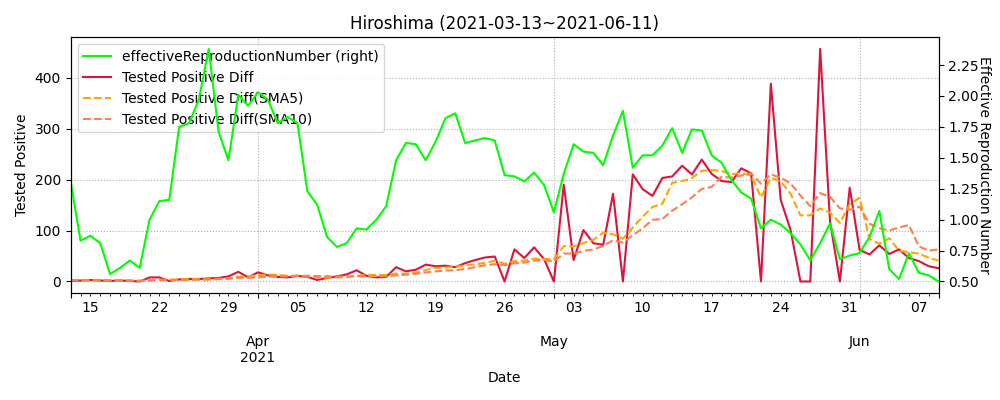 Hiroshima (2021-03-13~2021-06-11)
effectiveReproductionNumber (right)
Tested Positive Diff
Tested Positive Diff(SMA5)
Tested Positive Diff(SMA10)
Tested Positive
400
300
200
100
0
Effective Reproduction Number
2.25
2.00
1.75
1.50
1.25
1.00
0.75
0.50
15 22 29 05 12 19 26 03 10 17 24 31 07
Apr May Jun
2021
Date